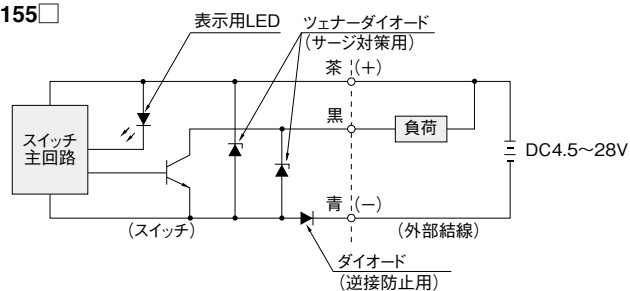 155□
表示用LED
ツェナーダイオード
(サージ対策用)
茶 (+)
黒
負荷
スイッチ
主回路
DC4.5～28V
青 (−)
(スイッチ)
(外部結線)
ダイオード
(逆接防止用)